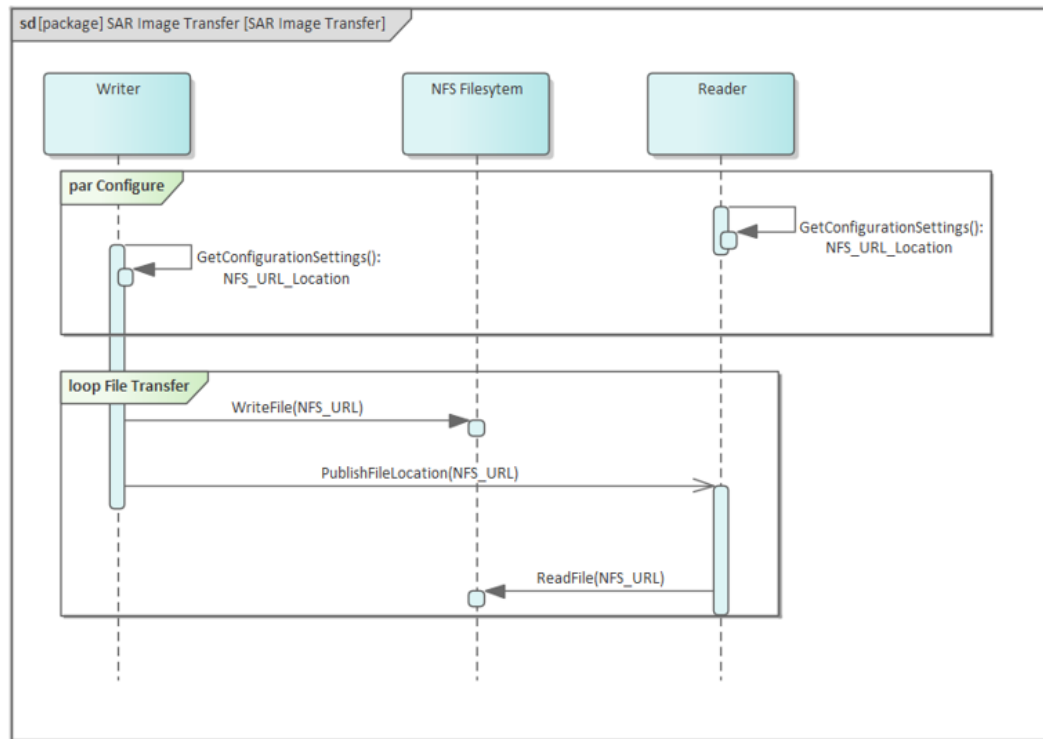 sd [package] SAR Image Transfer [SAR Image Transfer]
Writer
NFS Filesytem
Reader
par Configure
GetConfigurationSettings():
NFS_URL_Location
GetConfigurationSettings():
NFS_URL_Location
loop File Transfer
WriteFile(NFS_URL)
PublishFileLocation(NFS_URL)
ReadFile(NFS_URL)